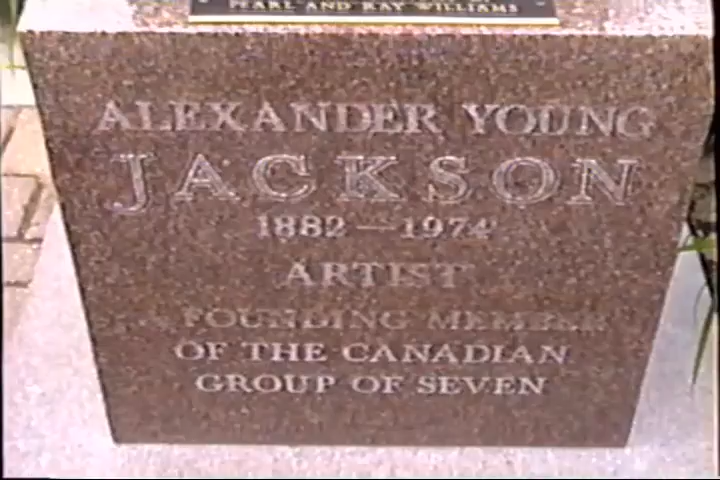 PEARL AND RAY WILLIAMS
ALEXANDER YOUNG
JACKSON
1882 — 1974
ARTIST
A FOUNDING MEMBER
OF THE CANADIAN
GROUP OF SEVEN